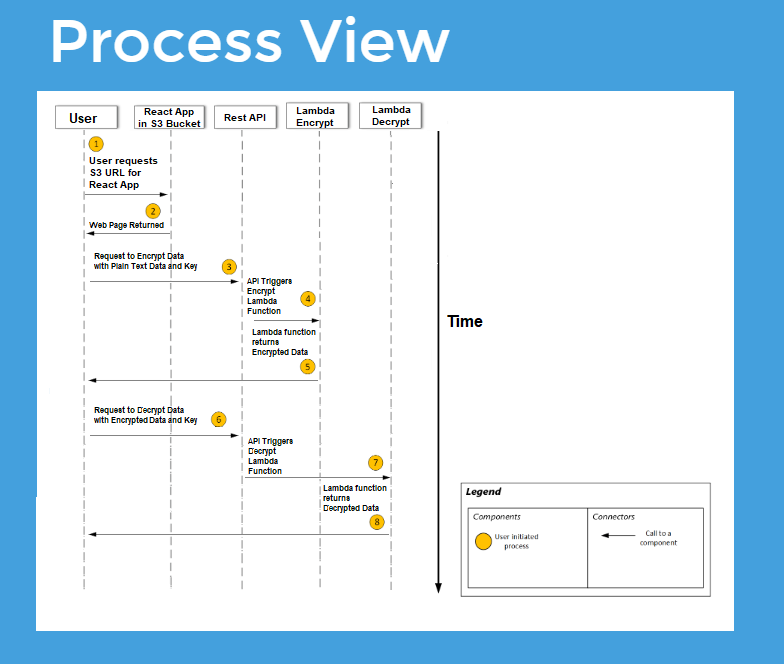 Process View
User
React App
in S3 Bucket
Rest API
Lambda
Encrypt
Lambda
Decrypt
1
User requests
S3 URL for
React App
2
Web Page Returned
Request to Encrypt Data
with Plain Text Data and Key
3
API Triggers
Encrypt
Lambda
Function
4
Lambda function
returns
Encrypted Data
5
Time
Request to Decrypt Data
with Encrypted Data and Key
6
API Triggers
Decrypt
Lambda
Function
7
Lambda function
returns
Decrypted Data
8
Legend
Components
User initiated
process
Connectors
Call to a
component